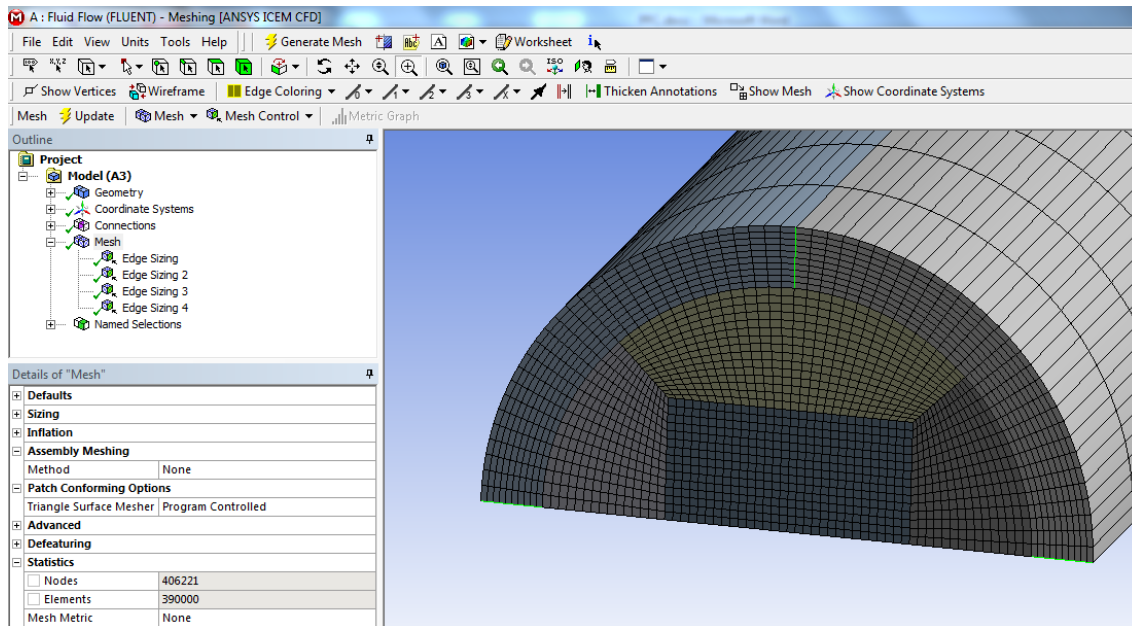 A : Fluid Flow (FLUENT) - Meshing [ANSYS ICEM CFD]
File Edit View Units Tools Help Generate Mesh Abc A Worksheet
Show Vertices Wireframe Edge Coloring Thicken Annotations Show Mesh Show Coordinate Systems
Mesh Update Mesh Mesh Control Metric Graph
Outline
Project
Model (A3)
Geometry
Coordinate Systems
Connections
Mesh
Edge Sizing
Edge Sizing 2
Edge Sizing 3
Edge Sizing 4
Named Selections
Details of "Mesh"
Defaults
Sizing
Inflation
Assembly Meshing
Method None
Patch Conforming Options
Triangle Surface Mesher Program Controlled
Advanced
Defeaturing
Statistics
Nodes 406221
Elements 390000
Mesh Metric None